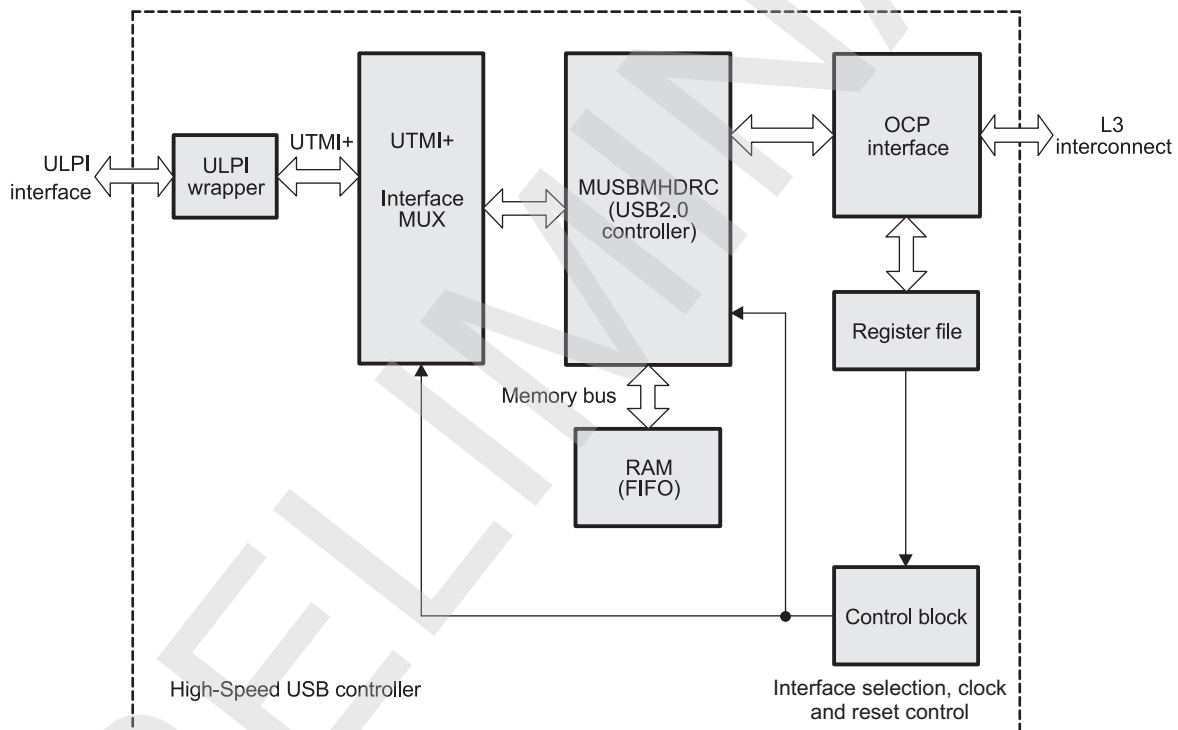 ULPI
interface
ULPI
wrapper
UTMI+
UTMI+
Interface
MUX
MUSBMHDRC
(USB2.0
controller)
OCP
interface
L3
interconnect
Register file
Memory bus
RAM
(FIFO)
Control block
High-Speed USB controller
Interface selection, clock
and reset control